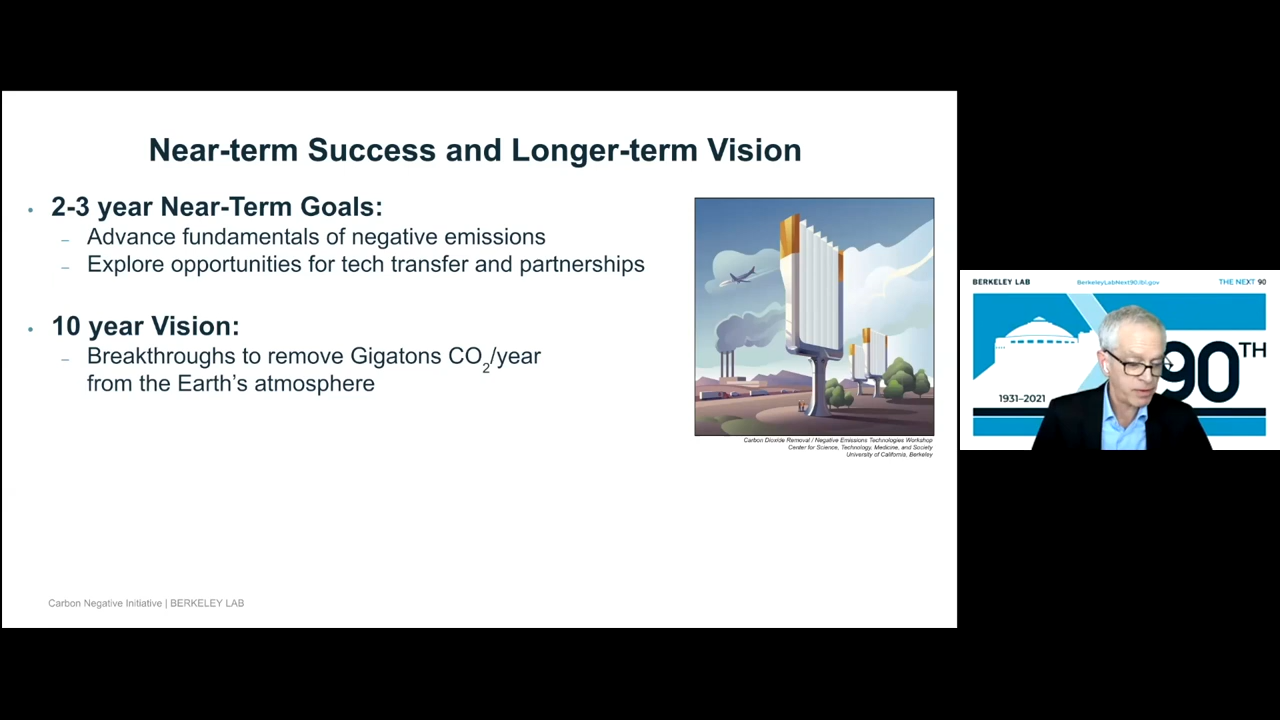 Near-term Success and Longer-term Vision
• 2-3 year Near-Term Goals:
– Advance fundamentals of negative emissions
– Explore opportunities for tech transfer and partnerships
• 10 year Vision:
– Breakthroughs to remove Gigatons CO₂/year
from the Earth's atmosphere
Carbon Dioxide Removal / Negative Emissions Technologies Workshop
Center for Science, Technology, Medicine, and Society
University of California, Berkeley
Carbon Negative Initiative | BERKELEY LAB
BERKELEY LAB
BerkeleyLabNext90.lbl.gov
THE NEXT 90
90TH
1931–2021